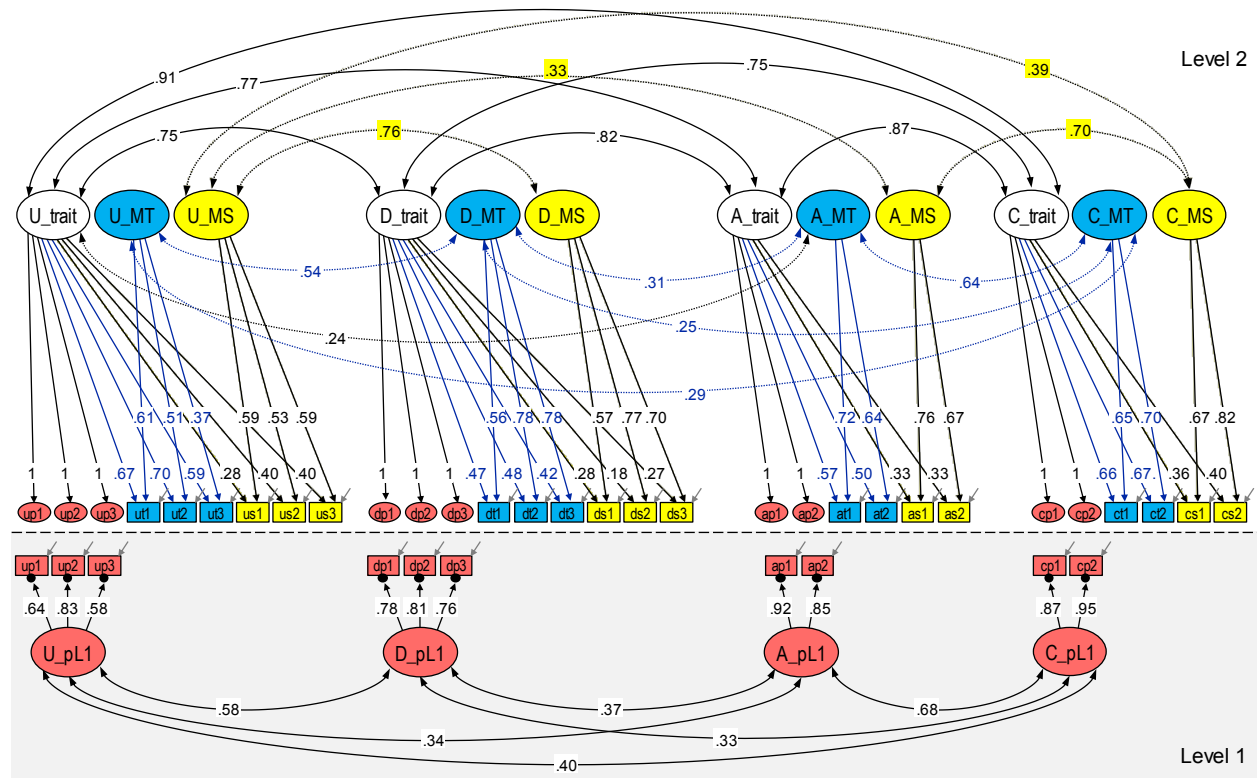 Level 2
.91
.77
.33
.75
.39
.75
.76
.82
.87
.70
U_trait U_MT U_MS D_trait D_MT D_MS A_trait A_MT A_MS C_trait C_MT C_MS
.54
.31
.64
.24
.25
.29
.61 .51 .37 .59 .53 .59 .56 .78 .78 .57 .77 .70 .72 .64 .76 .67 .65 .70 .67 .82
1 1 1 .67 .70 .59 .28 .40 .40 1 1 1 .47 .48 .42 .28 .18 .27 1 1 .57 .50 .33 .33 1 1 .66 .67 .36 .40
up1 up2 up3 ut1 ut2 ut3 us1 us2 us3 dp1 dp2 dp3 dt1 dt2 dt3 ds1 ds2 ds3 ap1 ap2 at1 at2 as1 as2 cp1 cp2 ct1 ct2 cs1 cs2
up1 up2 up3 dp1 dp2 dp3 ap1 ap2 cp1 cp2
.64 .83 .58 .78 .81 .76 .92 .85 .87 .95
U_pL1 D_pL1 A_pL1 C_pL1
.58
.37
.68
.34
.33
.40
Level 1